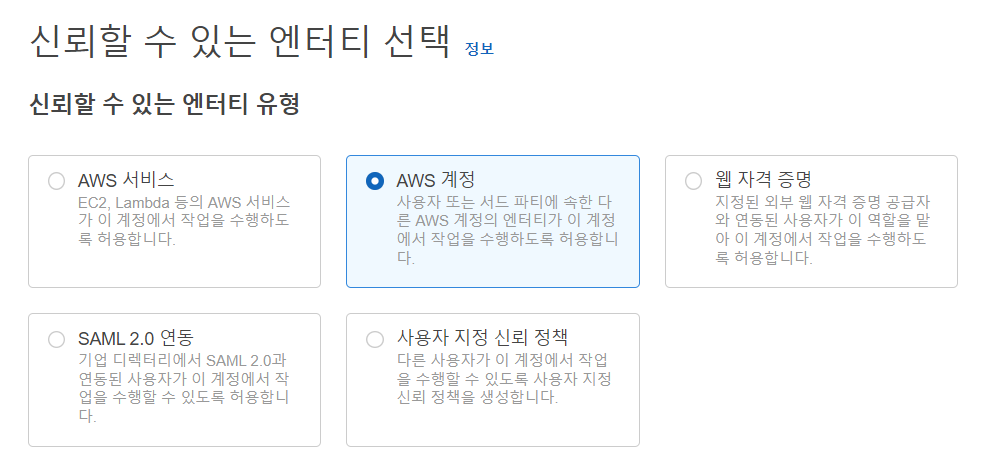 신뢰할 수 있는 엔터티 선택 정보
신뢰할 수 있는 엔터티 유형
AWS 서비스
EC2, Lambda 등의 AWS 서비스
가 이 계정에서 작업을 수행하도
록 허용합니다.
AWS 계정
사용자 또는 서드 파티에 속한 다
른 AWS 계정의 엔터티가 이 계정
에서 작업을 수행하도록 허용합니
다.
웹 자격 증명
지정된 외부 웹 자격 증명 공급자
와 연동된 사용자가 이 역할을 맡
아 이 계정에서 작업을 수행하도
록 허용합니다.
SAML 2.0 연동
기업 디렉터리에서 SAML 2.0과
연동된 사용자가 이 계정에서 작
업을 수행할 수 있도록 허용합니
다.
사용자 지정 신뢰 정책
다른 사용자가 이 계정에서 작업
을 수행할 수 있도록 사용자 지정
신뢰 정책을 생성합니다.